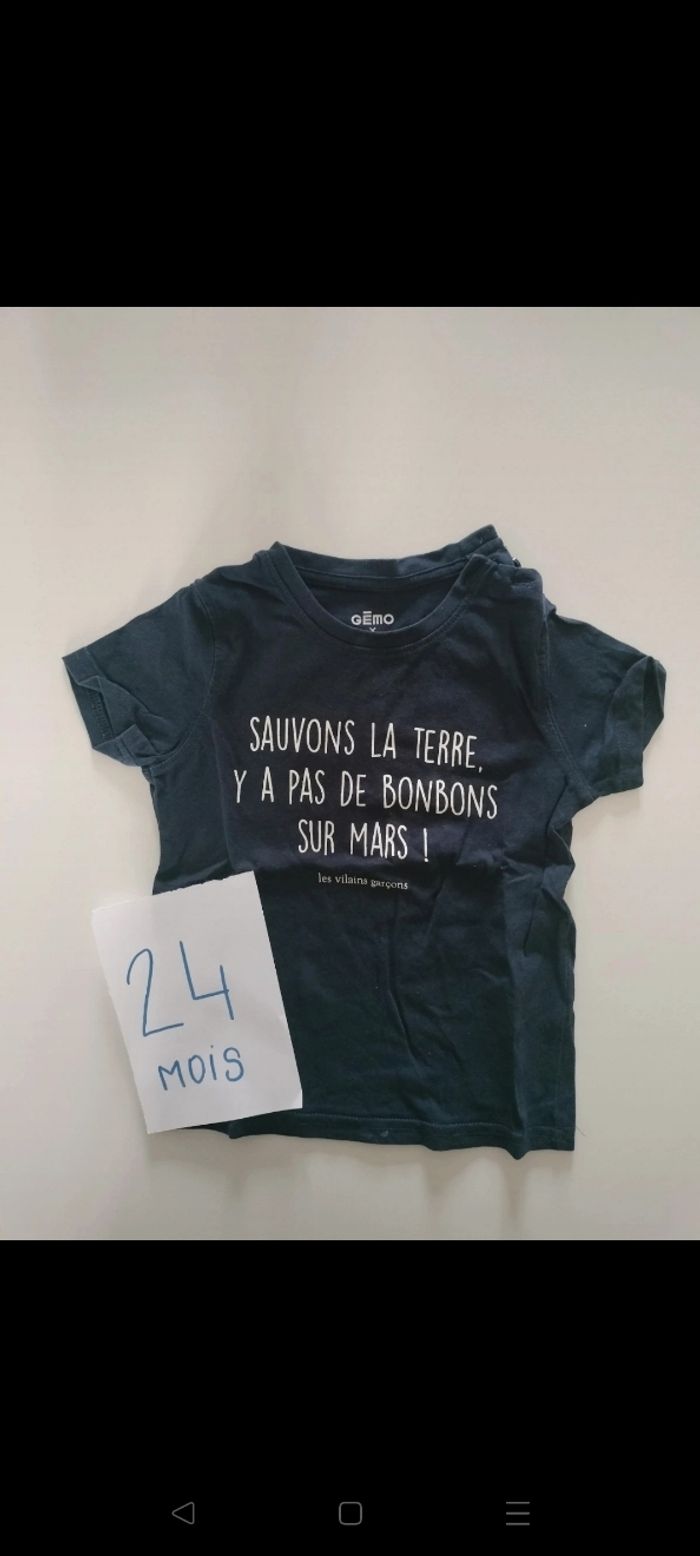 GĒMO
X
SAUVONS LA TERRE,
Y A PAS DE BONBONS
SUR MARS !
les vilains garçons
24
MOIS